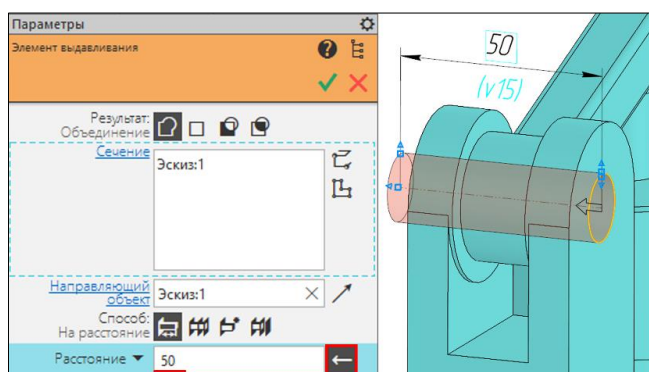 Параметры
Элемент выдавливания
Результат:
Объединение
Сечение
Эскиз:1
Направляющий
объект
Эскиз:1
Способ:
На расстояние
Расстояние
50
50
(v15)